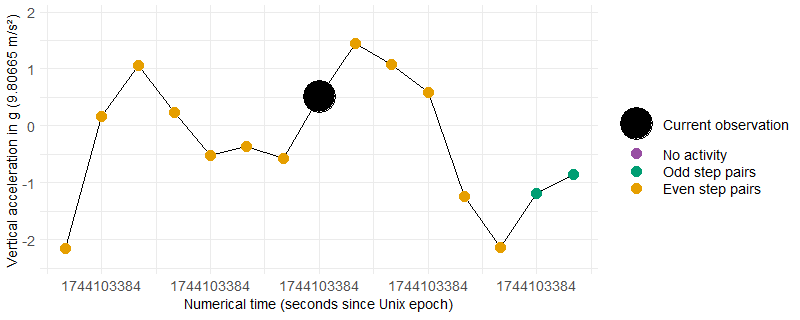 Vertical acceleration in g (9.80665 m/s²)
2
1
0
-1
-2
1744103384 1744103384 1744103384 1744103384 1744103384
Numerical time (seconds since Unix epoch)
Current observation
No activity
Odd step pairs
Even step pairs